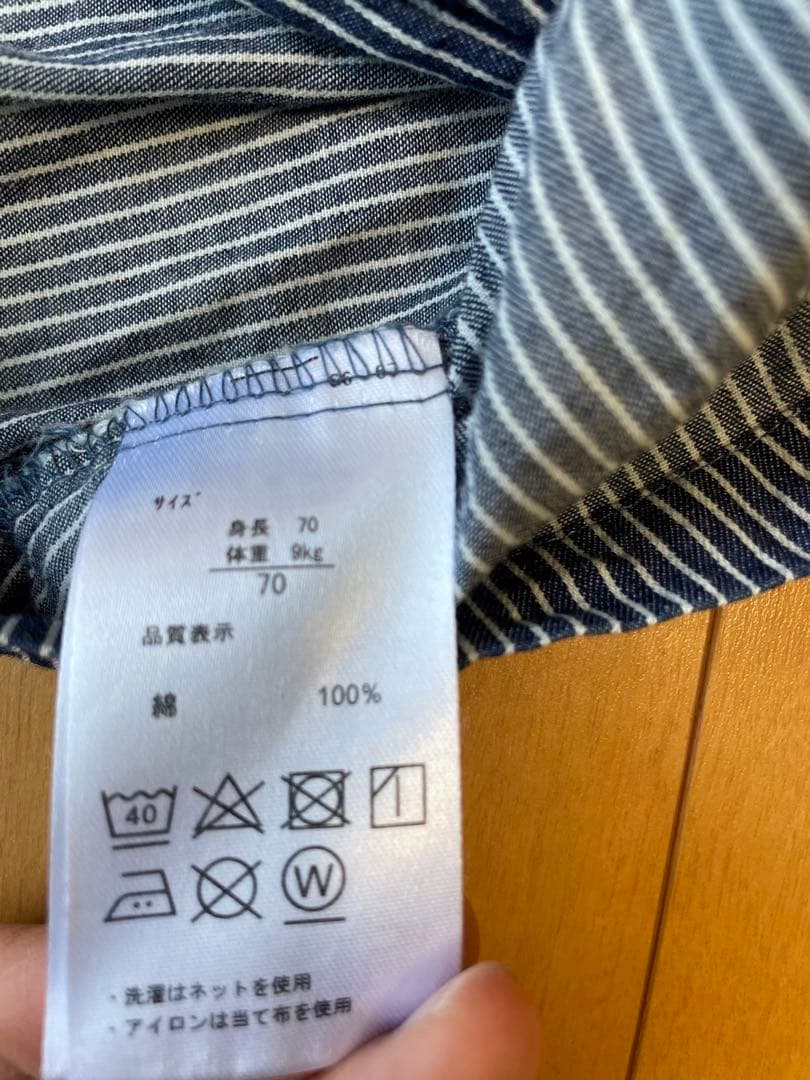 サイズ
身長 70
体重 9kg
70
品質表示
綿 100%
40
W
・洗濯はネットを使用
・アイロンは当て布を使用